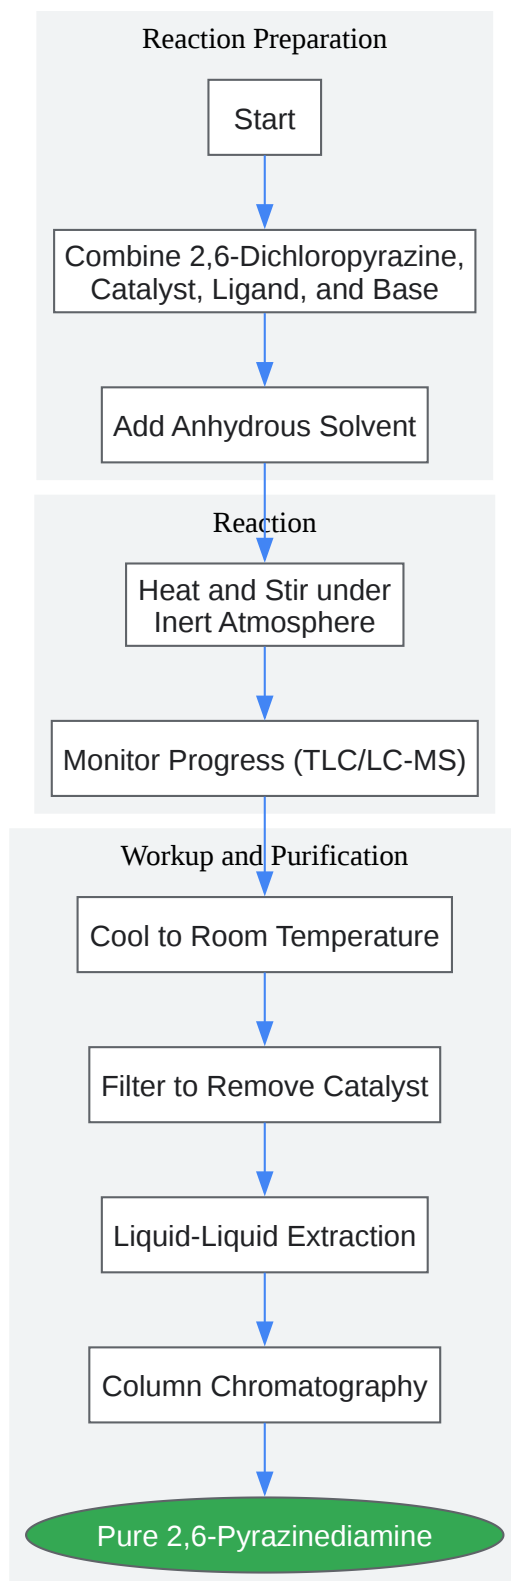 Reaction Preparation
Start
Combine 2,6-Dichloropyrazine,
Catalyst, Ligand, and Base
Add Anhydrous Solvent
Reaction
Heat and Stir under
Inert Atmosphere
Monitor Progress (TLC/LC-MS)
Workup and Purification
Cool to Room Temperature
Filter to Remove Catalyst
Liquid-Liquid Extraction
Column Chromatography
Pure 2,6-Pyrazinediamine